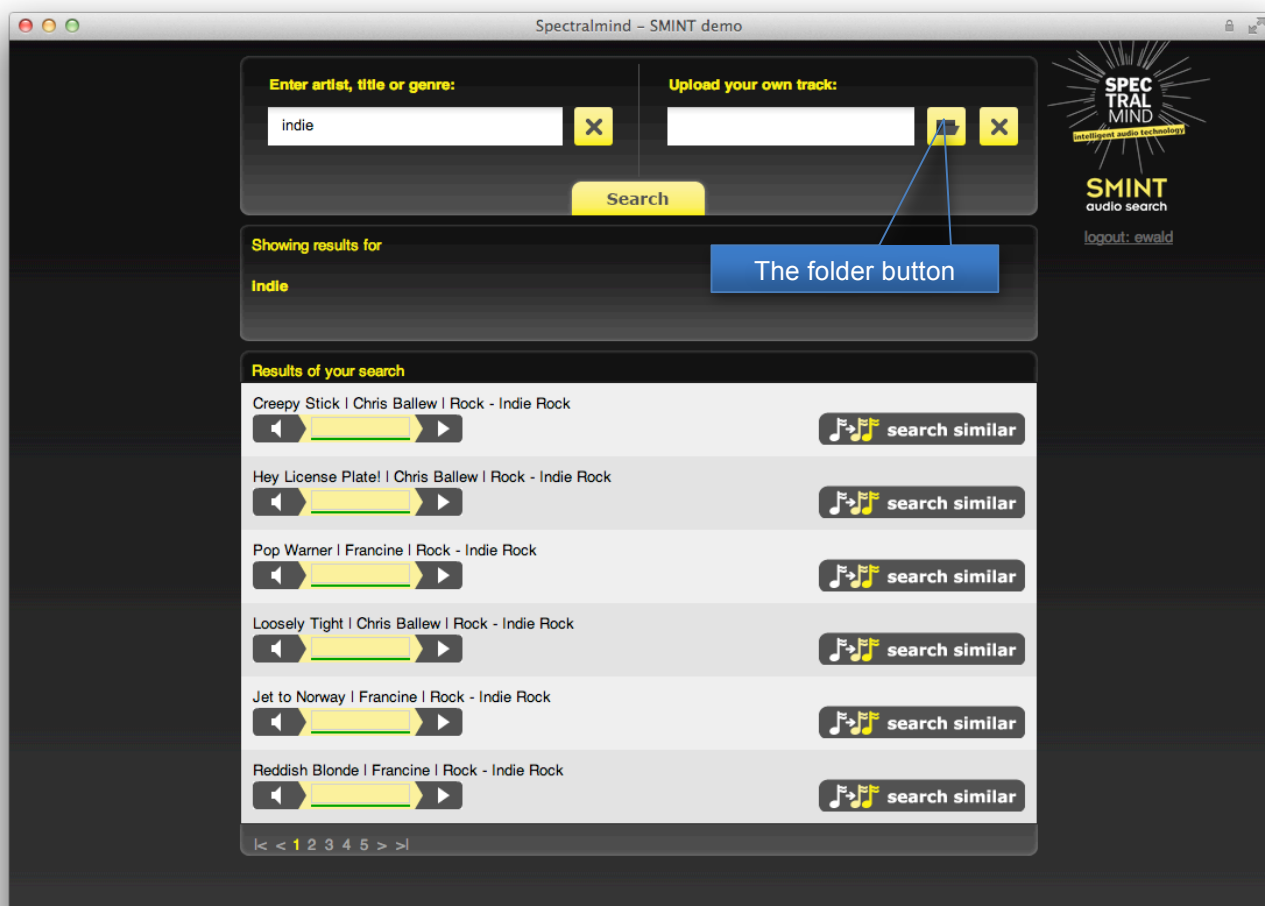 Spectralmind – SMINT demo
Enter artist, title or genre:
Upload your own track:
indie
Search
SPEC
TRAL
MIND
intelligent audio technology
SMINT
audio search
logout: ewald
The folder button
Showing results for
indie
Results of your search
Creepy Stick | Chris Ballew | Rock - Indie Rock
search similar
Hey License Plate! | Chris Ballew | Rock - Indie Rock
search similar
Pop Warner | Francine | Rock - Indie Rock
search similar
Loosely Tight | Chris Ballew | Rock - Indie Rock
search similar
Jet to Norway | Francine | Rock - Indie Rock
search similar
Reddish Blonde | Francine | Rock - Indie Rock
search similar
|< < 1 2 3 4 5 > >|